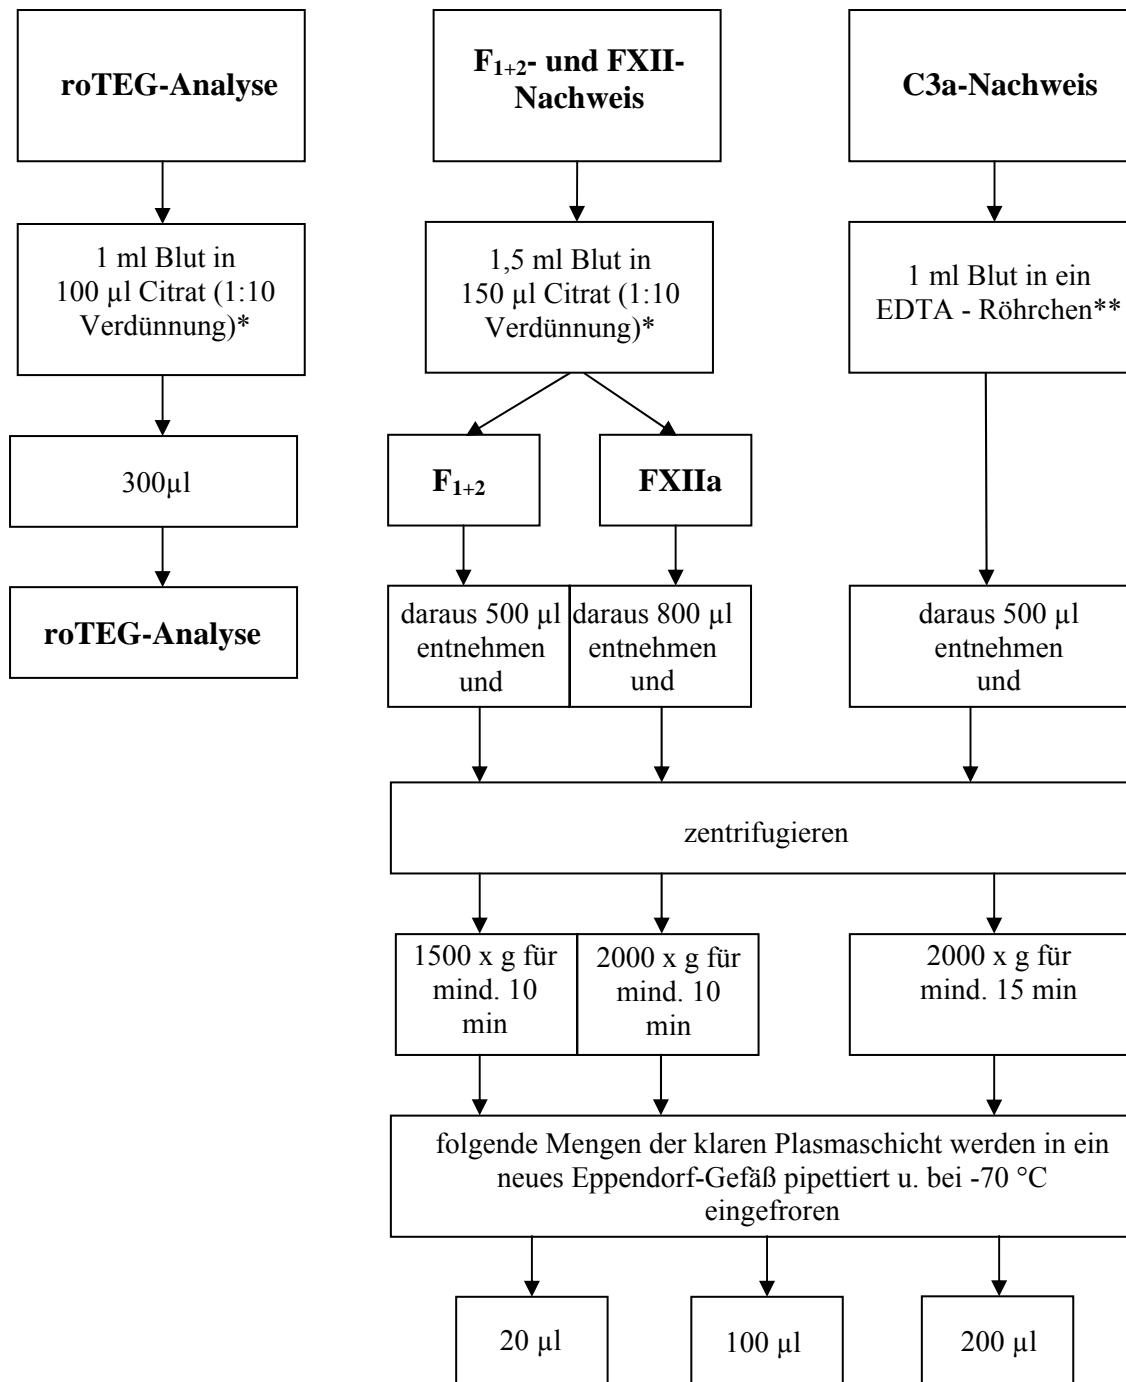 roTEG-Analyse
F1+2- und FXII-
Nachweis
C3a-Nachweis
1 ml Blut in
100 µl Citrat (1:10
Verdünnung)*
1,5 ml Blut in
150 µl Citrat (1:10
Verdünnung)*
1 ml Blut in ein
EDTA - Röhrchen**
300µl
F1+2
FXIIa
roTEG-Analyse
daraus 500 µl
entnehmen
und
daraus 800 µl
entnehmen
und
daraus 500 µl
entnehmen
und
zentrifugieren
1500 x g für
mind. 10
min
2000 x g für
mind. 10
min
2000 x g für
mind. 15 min
folgende Mengen der klaren Plasmaschicht werden in ein
neues Eppendorf-Gefäß pipettiert u. bei -70 °C
eingefroren
20 µl
100 µl
200 µl